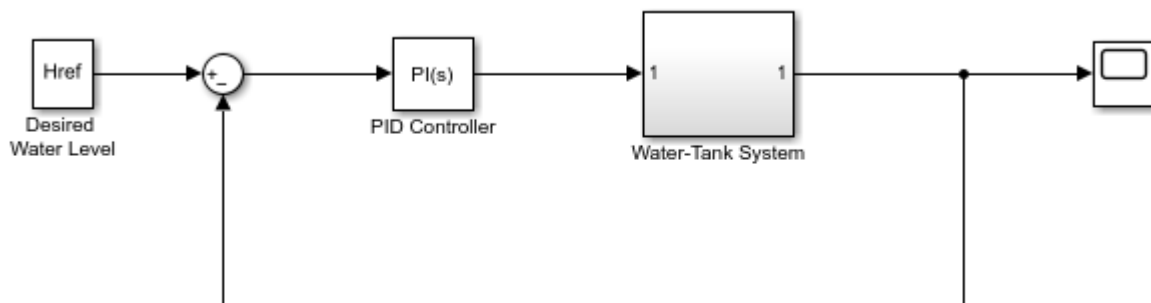 Href
Desired
Water Level
+
−
PI(s)
PID Controller
1
1
Water-Tank System